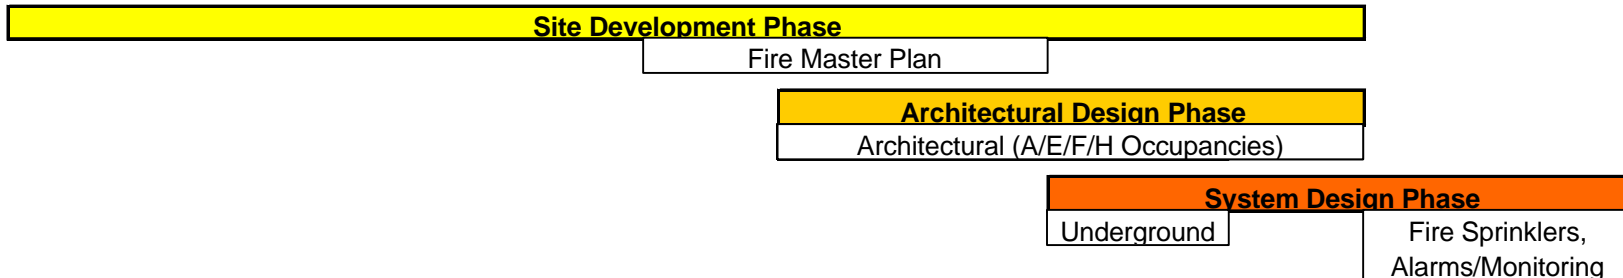 Site Development Phase
Fire Master Plan
Architectural Design Phase
Architectural (A/E/F/H Occupancies)
System Design Phase
Underground
Fire Sprinklers,
Alarms/Monitoring